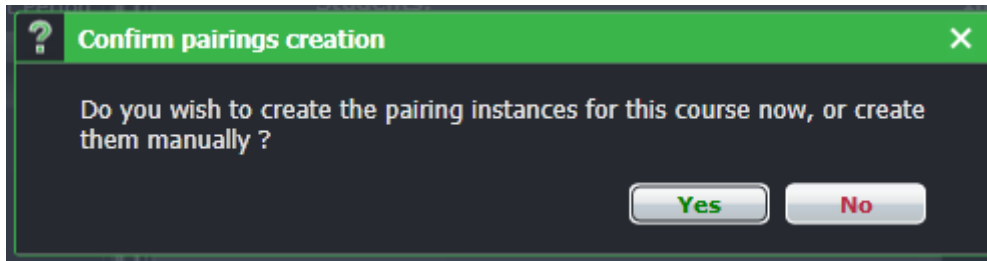 Confirm pairings creation
Do you wish to create the pairing instances for this course now, or create
them manually ?
Yes No